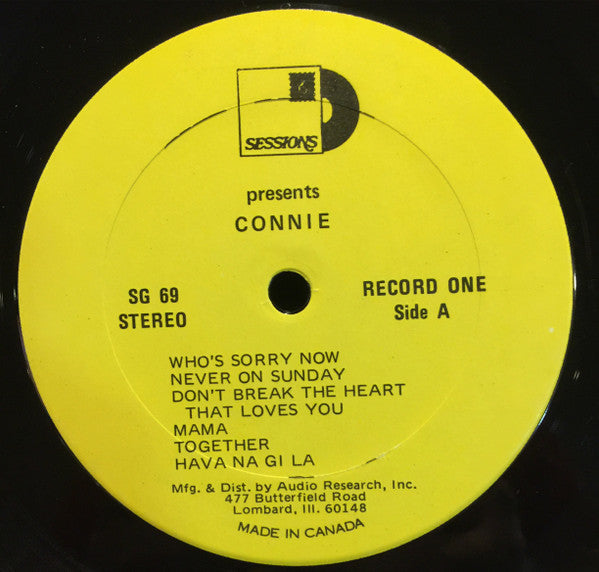 SESSIONS
presents
CONNIE
SG 69
STEREO
RECORD ONE
Side A
WHO'S SORRY NOW
NEVER ON SUNDAY
DON'T BREAK THE HEART
THAT LOVES YOU
MAMA
TOGETHER
HAVA NA GI LA
Mfg. & Dist. by Audio Research, Inc.
477 Butterfield Road
Lombard, Ill. 60148
MADE IN CANADA